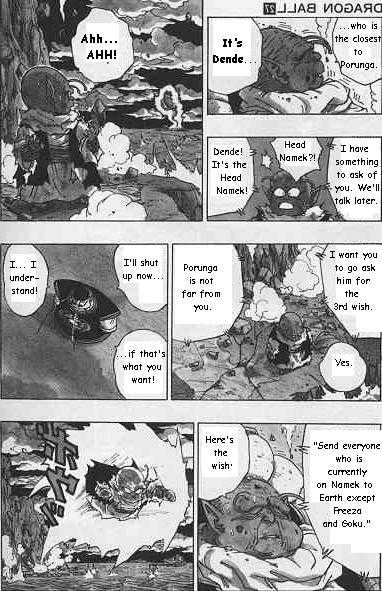 DRAGON BALL 27
...who is
the closest
to
Porunga.
It's
Dende...
Ahh...
AHH!
I have
something
to ask of
you. We'll
talk later.
Head
Namek?!
Dende!
It's the
Head
Namek!
I want you
to go ask
him for
the
3rd wish.
Yes.
Porunga
is not
far from
you.
I'll shut
up now...
...if that's
what you
want!
I... I
under-
stand!
"Send everyone
who is
currently
on Namek to
Earth except
Freeza
and Goku."
Here's
the
wish: